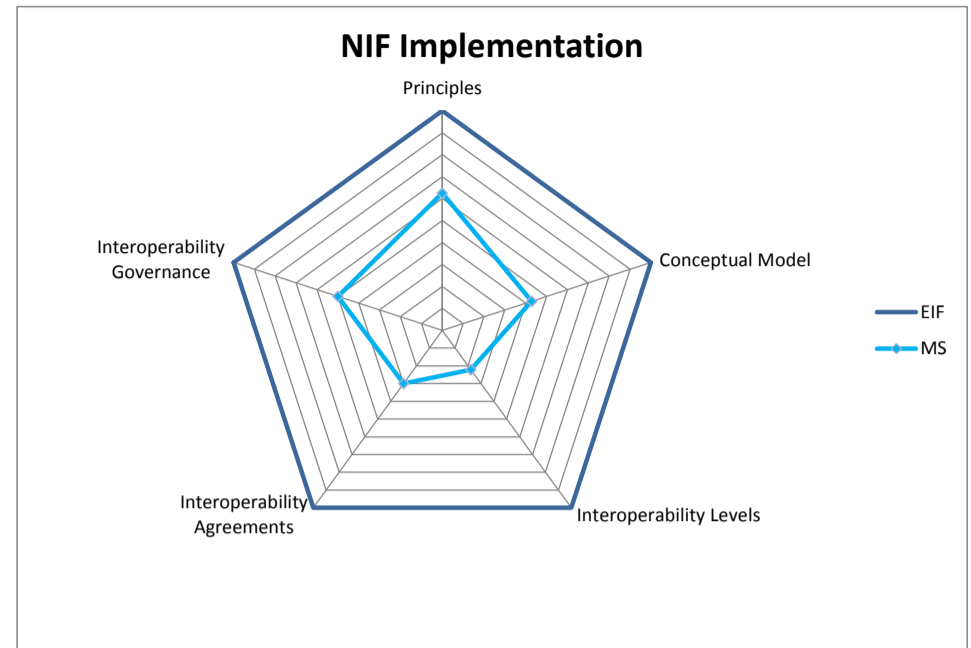 NIF Implementation
Principles
Interoperability
Governance
Conceptual Model
EIF
MS
Interoperability
Agreements
Interoperability Levels